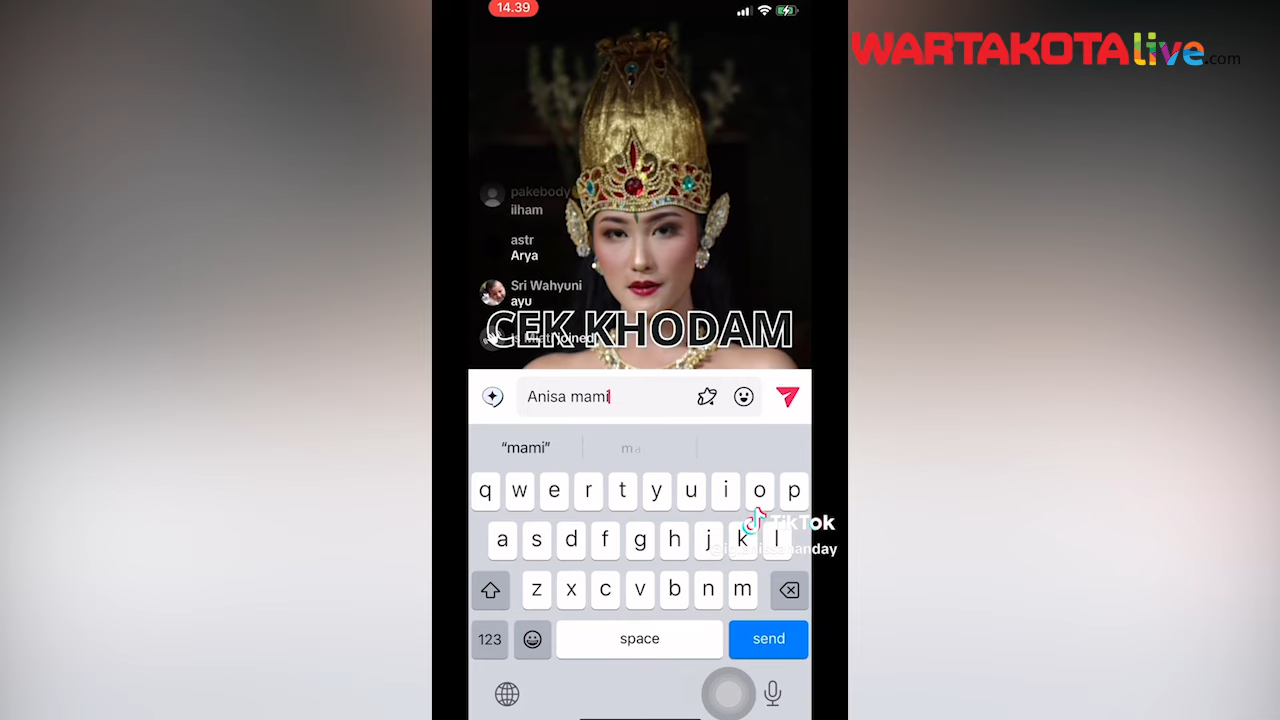 14.39
WARTAKOTAlive.com
pakebody
ilham
astr
Arya
Sri Wahyuni
ayu
CEK KHODAM
joined
Anisa mami
“mami”
q w e r t y u i o p
a s d f g h j k l
TikTok
z x c v b n m
123
space
send